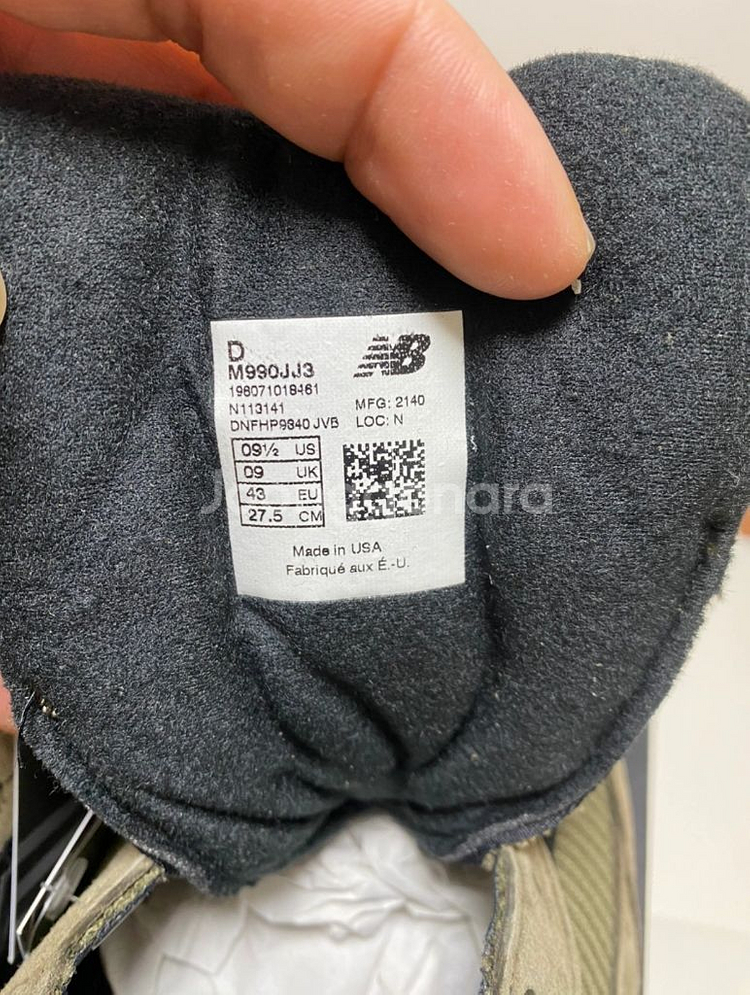 D
M990JJ3
196071018461
N113141
DNFHP9840 JVB
NB
MFG: 2140
LOC: N
09½ US
09 UK
43 EU
27.5 CM
Made in USA
Fabriqué aux É.-U.